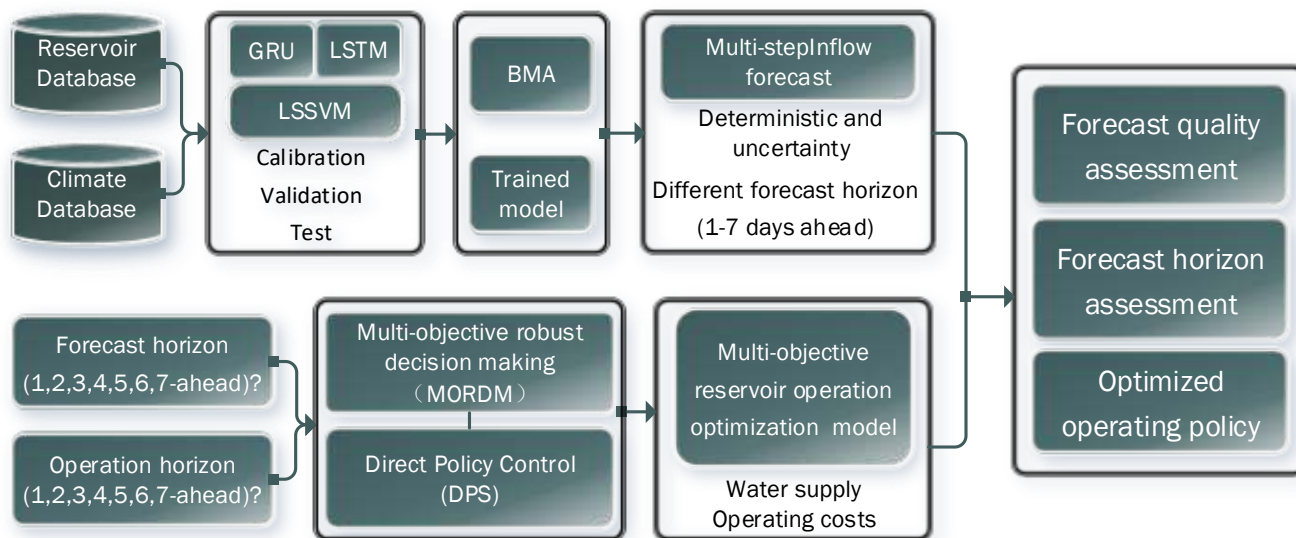 Reservoir
Database
Climate
Database
GRU
LSTM
LSSVM
Calibration
Validation
Test
BMA
Trained
model
Multi-stepInflow
forecast
Deterministic and
uncertainty
Different forecast horizon
(1-7 days ahead)
Forecast horizon
(1,2,3,4,5,6,7-ahead)?
Operation horizon
(1,2,3,4,5,6,7-ahead)?
Multi-objective robust
decision making
（MORDM）
Direct Policy Control
(DPS)
Multi-objective
reservoir operation
optimization model
Water supply
Operating costs
Forecast quality
assessment
Forecast horizon
assessment
Optimized
operating policy